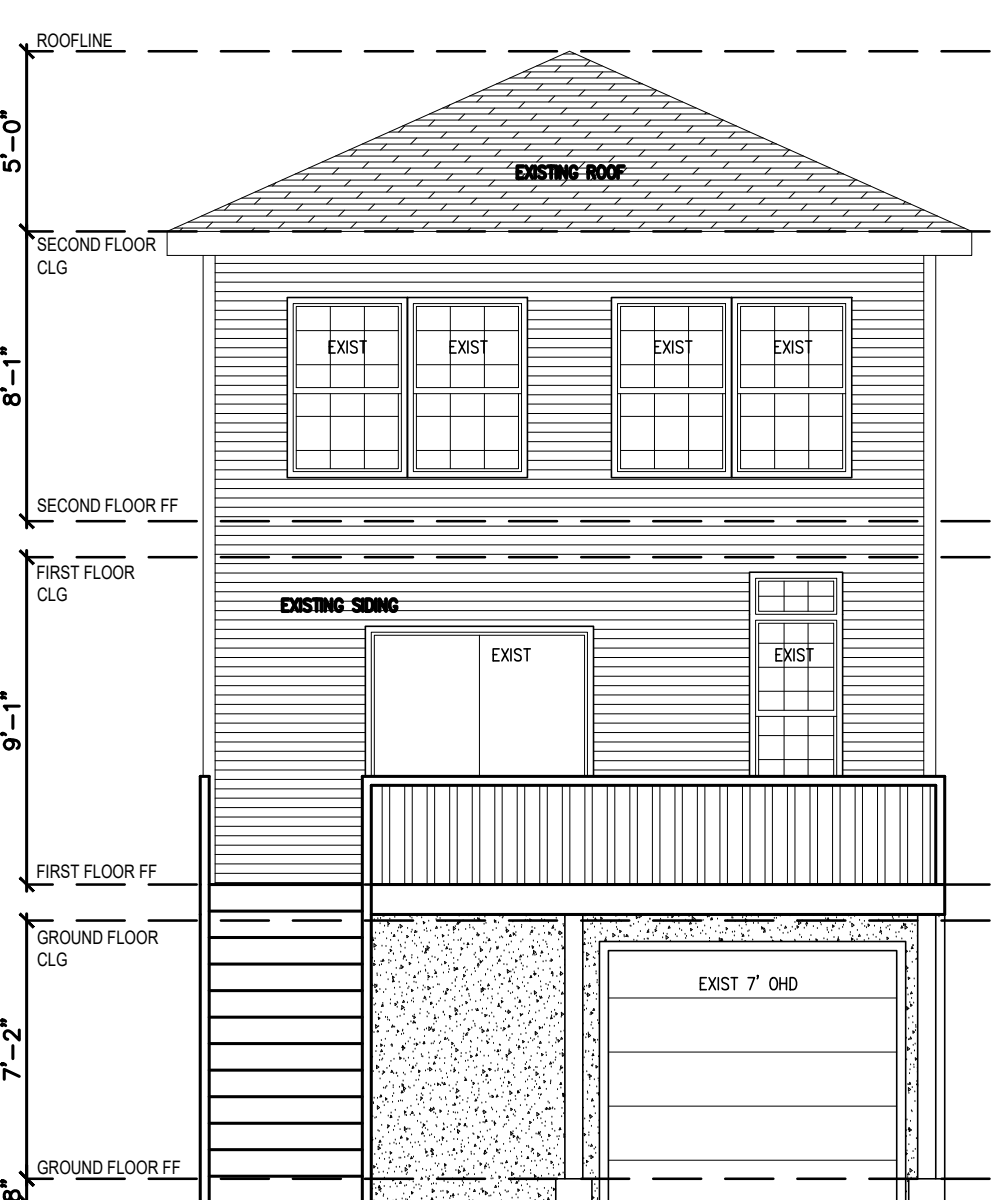 ROOFLINE
5'-0"
EXISTING ROOF
SECOND FLOOR
CLG
EXIST
EXIST
EXIST
EXIST
8'-1"
SECOND FLOOR FF
FIRST FLOOR
CLG
EXISTING SIDING
EXIST
EXIST
9'-1"
FIRST FLOOR FF
GROUND FLOOR
CLG
EXIST 7' OHD
7'-2"
GROUND FLOOR FF
8"